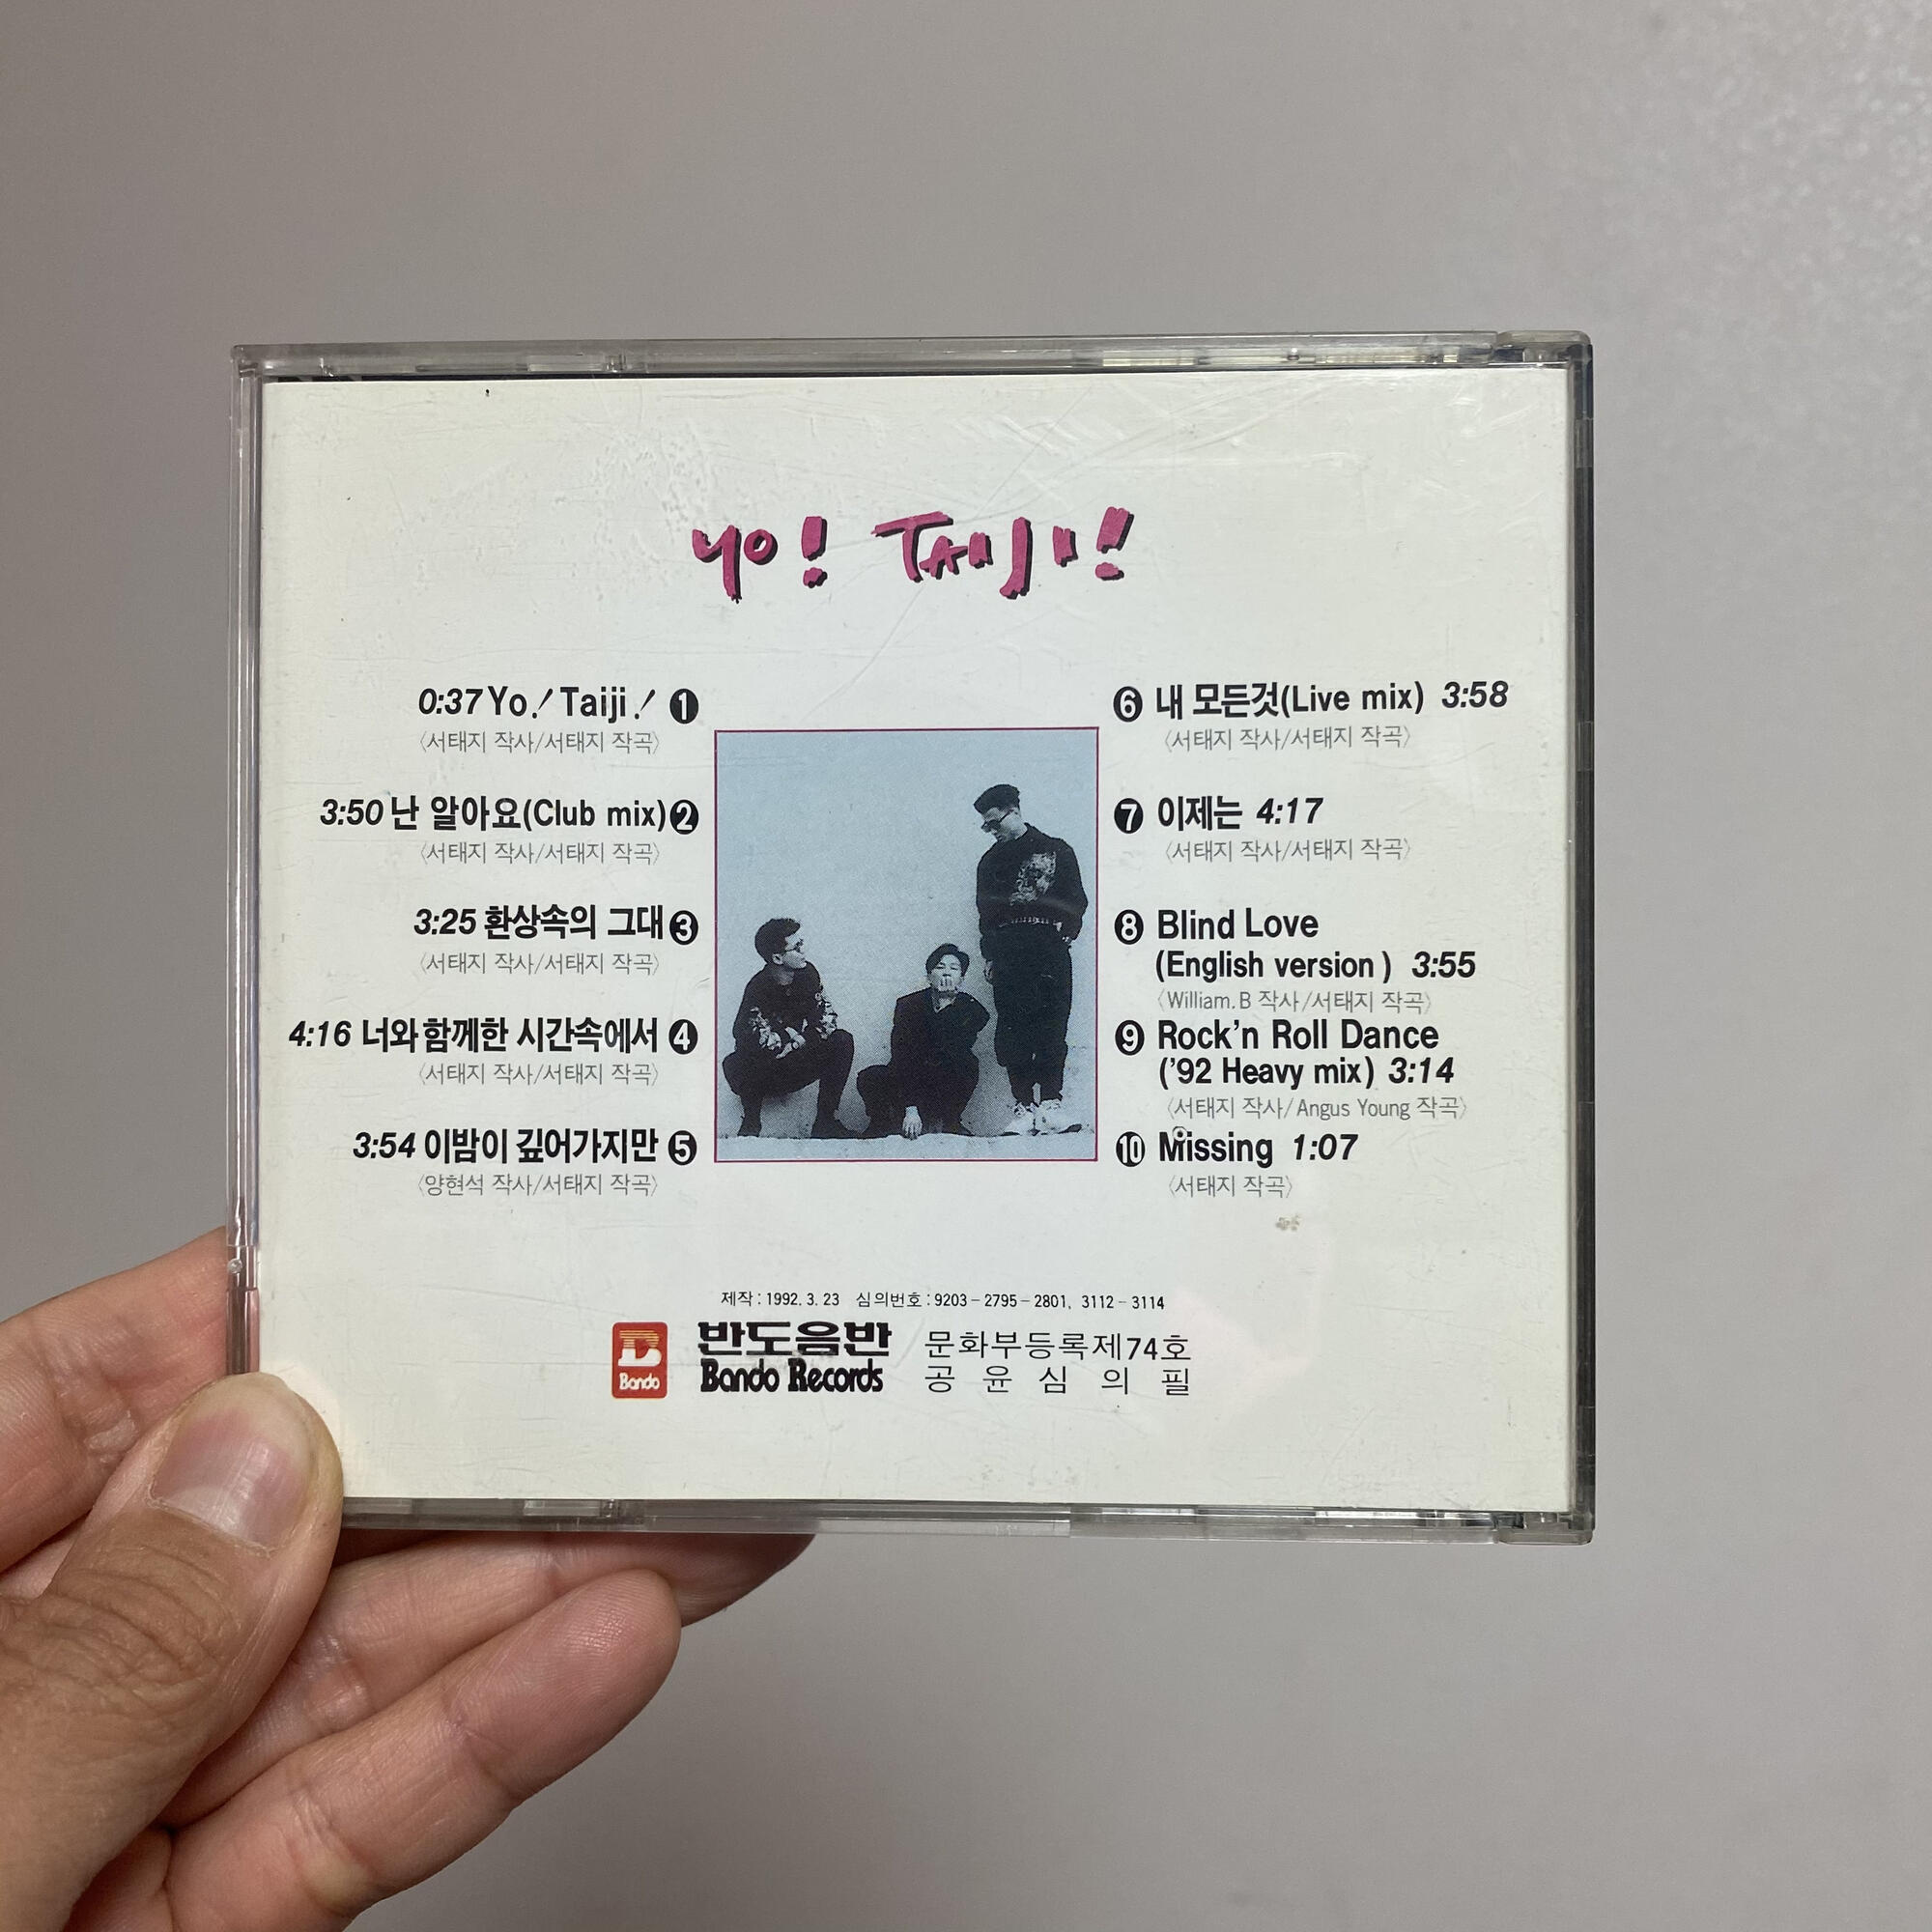 YO! TAIJI!!
0:37 Yo! Taiji! ❶
〈서태지 작사/서태지 작곡〉
3:50 난 알아요(Club mix) ❷
〈서태지 작사/서태지 작곡〉
3:25 환상속의 그대 ❸
〈서태지 작사/서태지 작곡〉
4:16 너와 함께한 시간속에서 ❹
〈서태지 작사/서태지 작곡〉
3:54 이밤이 깊어가지만 ❺
〈양현석 작사/서태지 작곡〉
❻ 내 모든것(Live mix) 3:58
〈서태지 작사/서태지 작곡〉
❼ 이제는 4:17
〈서태지 작사/서태지 작곡〉
❽ Blind Love
(English version) 3:55
〈William.B 작사/서태지 작곡〉
❾ Rock'n Roll Dance
('92 Heavy mix) 3:14
〈서태지 작사/Angus Young 작곡〉
❿ Missing 1:07
〈서태지 작곡〉
제작 : 1992. 3. 23 심의번호 : 9203-2795-2801, 3112-3114
Bando
반도음반
Bando Records
문화부등록제74호
공 윤 심 의 필